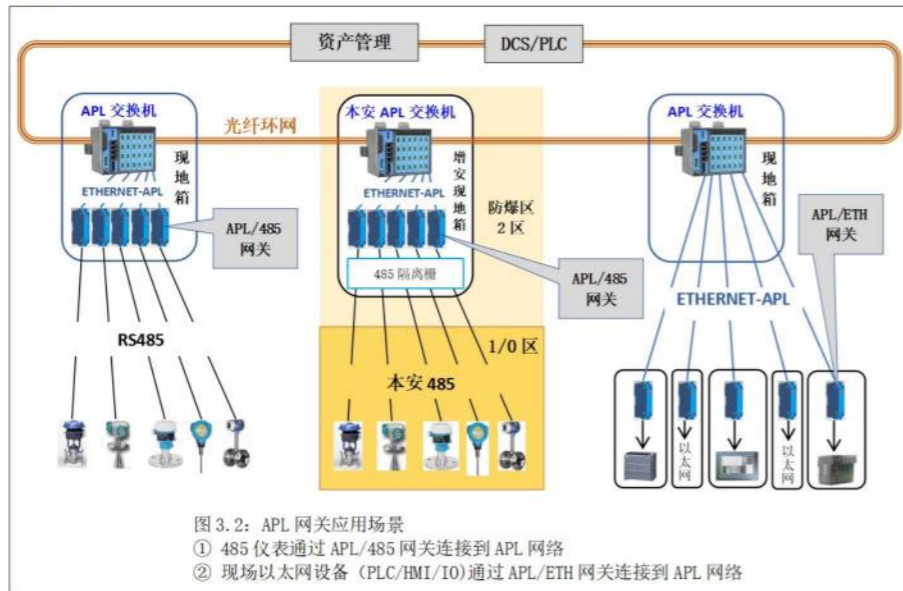 资产管理
DCS/PLC
光纤环网
APL 交换机
现地箱
ETHERNET-APL
APL/485
网关
RS485
本安 APL 交换机
增安现地箱
ETHERNET-APL
485 隔离栅
防爆区
2 区
APL/485
网关
1/0 区
本安 485
APL 交换机
现地箱
APL/ETH
网关
ETHERNET-APL
以太网
以太网
图 3.2: APL 网关应用场景
① 485 仪表通过 APL/485 网关连接到 APL 网络
② 现场以太网设备（PLC/HMI/IO)通过 APL/ETH 网关连接到 APL 网络